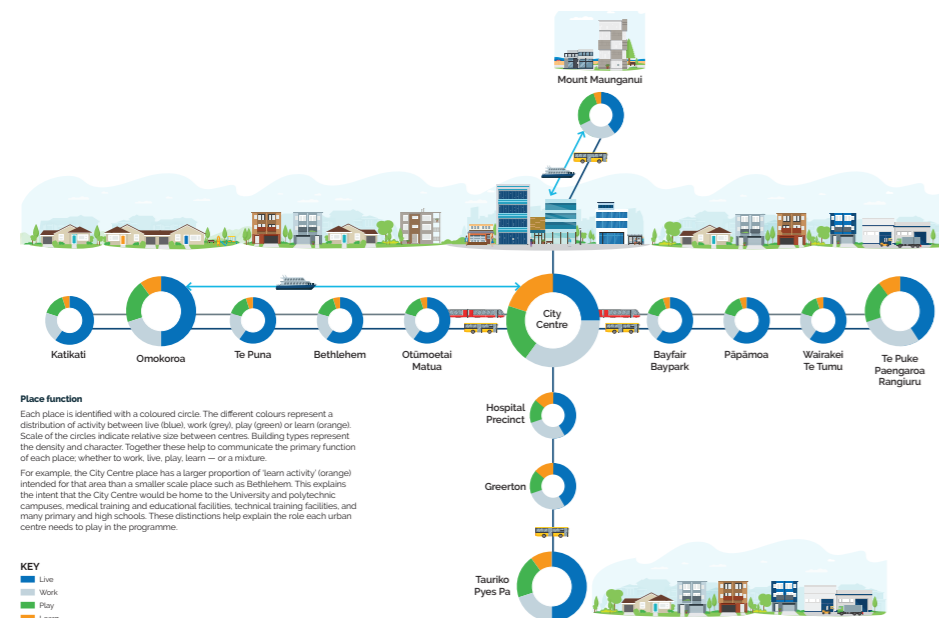 Mount Maunganui
City
Centre
Katikati
Omokoroa
Te Puna
Bethlehem
Otūmoetai
Matua
Bayfair
Baypark
Pāpāmoa
Wairakei
Te Tumu
Te Puke
Paengaroa
Rangiuru
Place function
Each place is identified with a coloured circle. The different colours represent a
distribution of activity between live (blue), work (grey), play (green) or learn (orange).
Scale of the circles indicate relative size between centres. Building types represent
the density and character. Together these help to communicate the primary function
of each place; whether to work, live, play, learn — or a mixture.
For example, the City Centre place has a larger proportion of 'learn activity' (orange)
intended for that area than a smaller scale place such as Bethlehem. This explains
the intent that the City Centre would be home to the University and polytechnic
campuses, medical training and educational facilities, technical training facilities, and
many primary and high schools. These distinctions help explain the role each urban
centre needs to play in the programme.
Hospital
Precinct
Greerton
Tauriko
Pyes Pa
KEY
Live
Work
Play
Learn